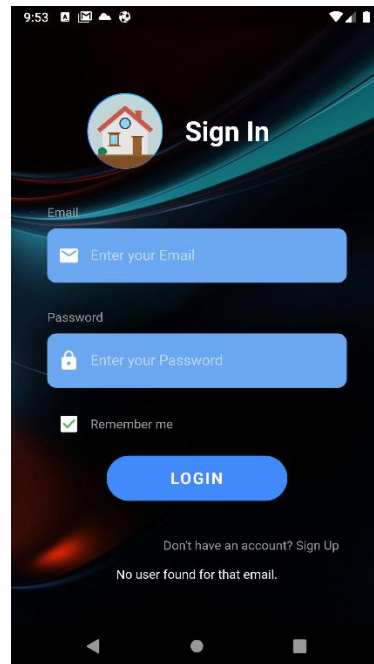 9:53
Sign In
Email
Enter your Email
Password
Enter your Password
Remember me
LOGIN
Don't have an account? Sign Up
No user found for that email.